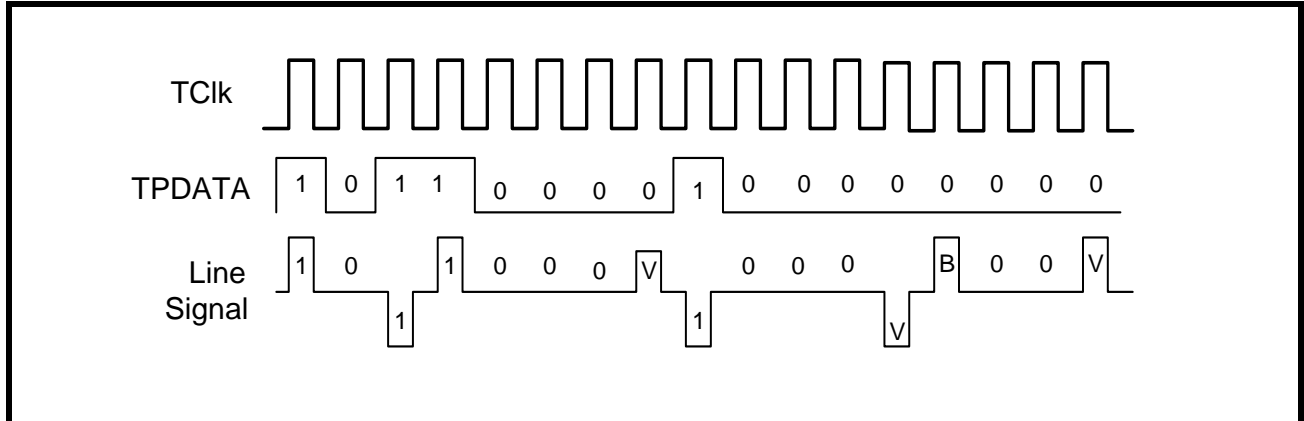 TClk
TPDATA 1 0 1 1 0 0 0 0 1 0 0 0 0 0 0 0 0
Line Signal 1 0 1 1 0 0 0 V 1 0 0 0 V B 0 0 V